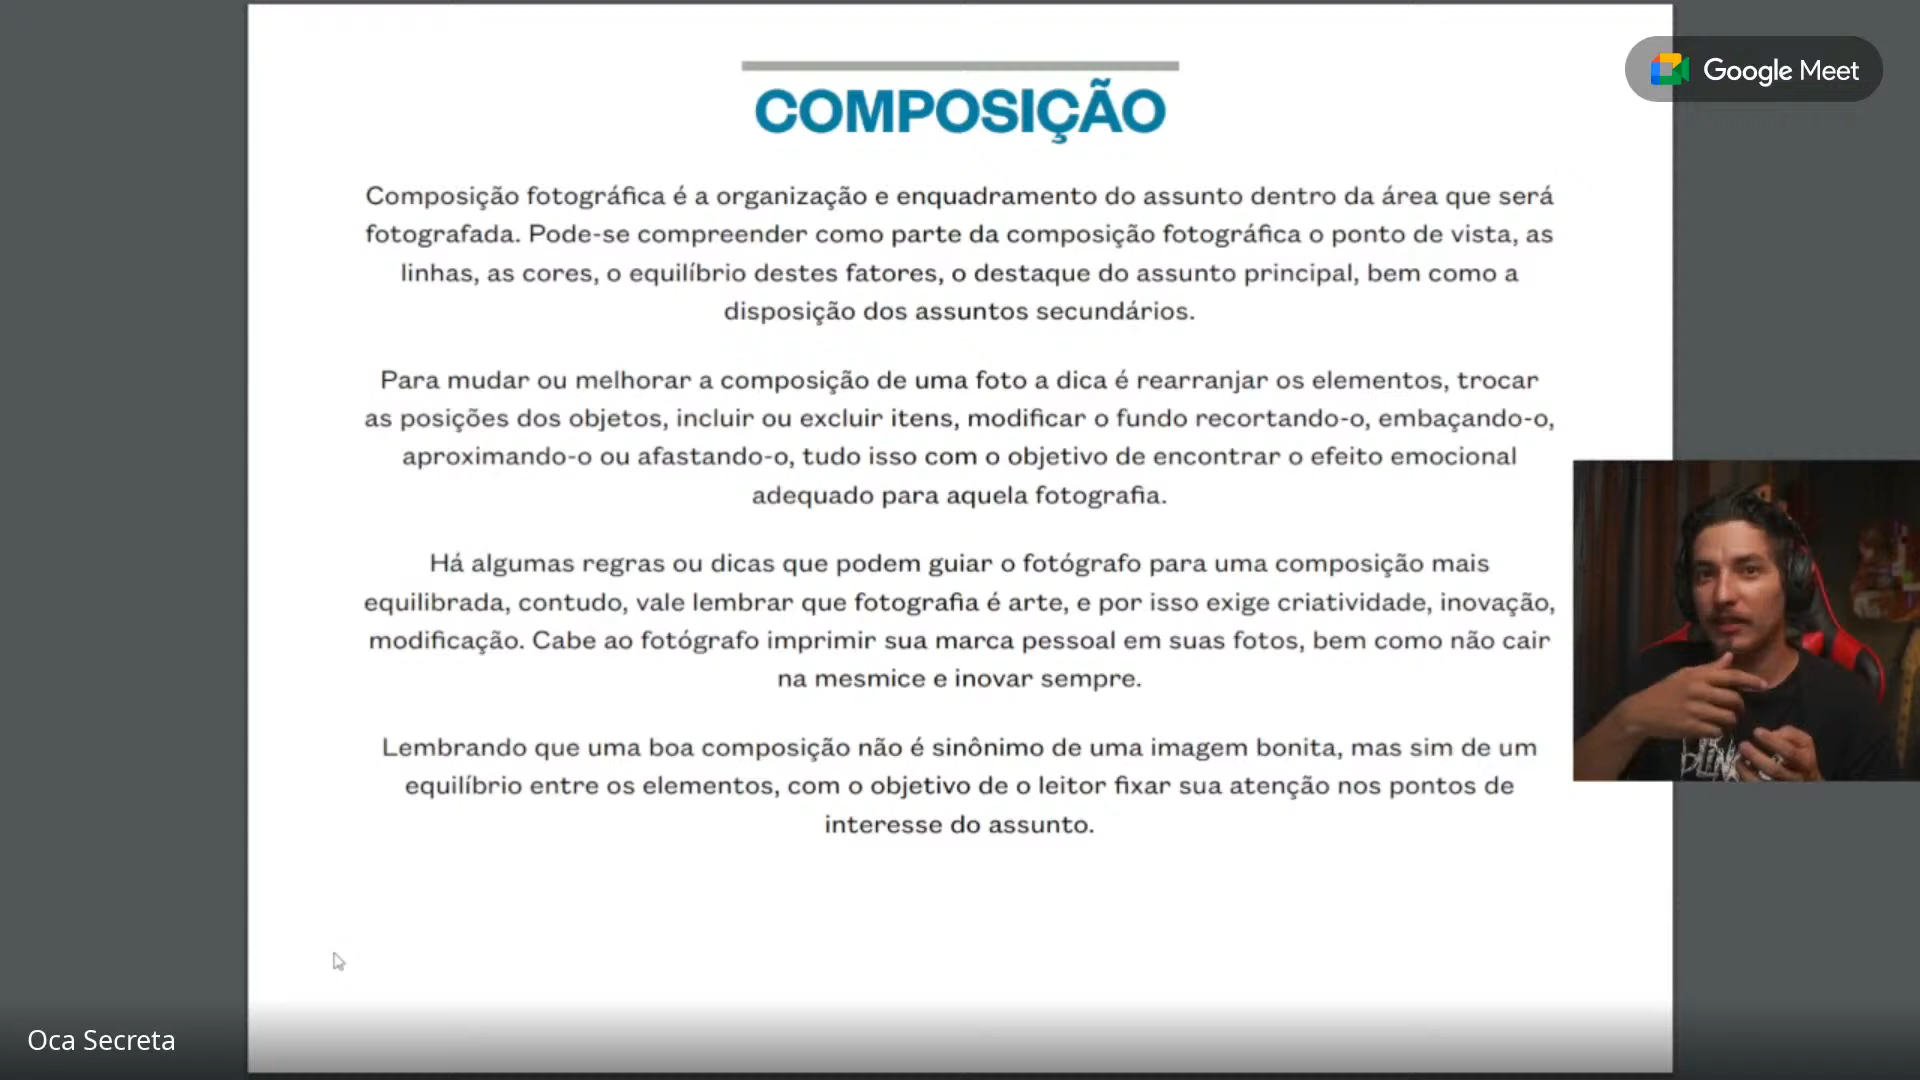 Google Meet
COMPOSIÇÃO
Composição fotográfica é a organização e enquadramento do assunto dentro da área que será
fotografada. Pode-se compreender como parte da composição fotográfica o ponto de vista, as
linhas, as cores, o equilíbrio destes fatores, o destaque do assunto principal, bem como a
disposição dos assuntos secundários.
Para mudar ou melhorar a composição de uma foto a dica é rearranjar os elementos, trocar
as posições dos objetos, incluir ou excluir itens, modificar o fundo recortando-o, embaçando-o,
aproximando-o ou afastando-o, tudo isso com o objetivo de encontrar o efeito emocional
adequado para aquela fotografia.
Há algumas regras ou dicas que podem guiar o fotógrafo para uma composição mais
equilibrada, contudo, vale lembrar que fotografia é arte, e por isso exige criatividade, inovação,
modificação. Cabe ao fotógrafo imprimir sua marca pessoal em suas fotos, bem como não cair
na mesmice e inovar sempre.
Lembrando que uma boa composição não é sinônimo de uma imagem bonita, mas sim de um
equilíbrio entre os elementos, com o objetivo de o leitor fixar sua atenção nos pontos de
interesse do assunto.
Oca Secreta